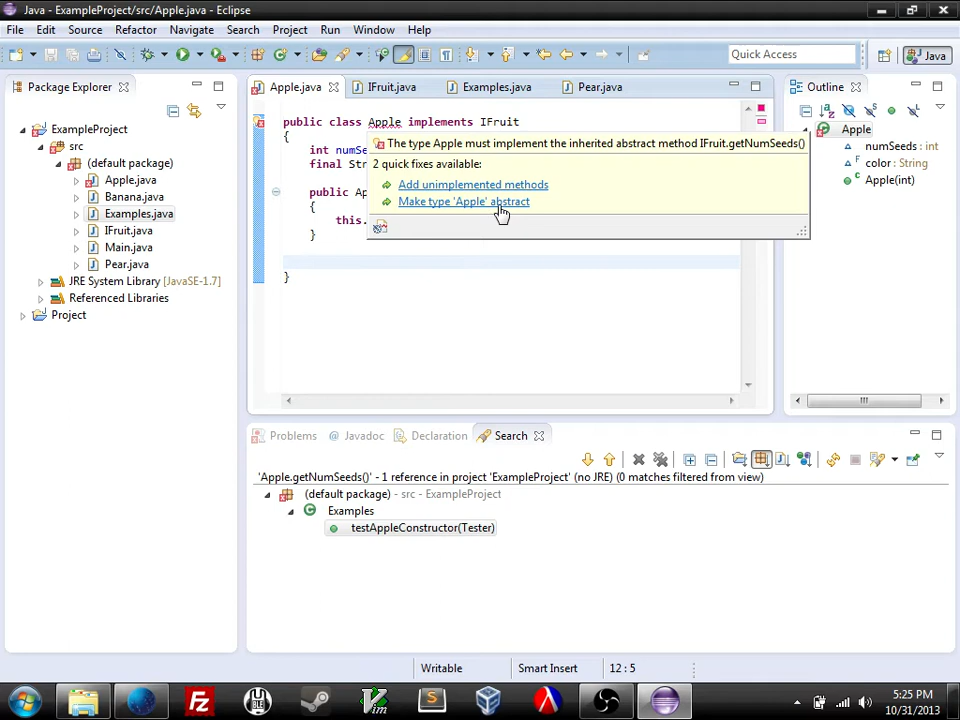 Java - ExampleProject/src/Apple.java - Eclipse
File Edit Source Refactor Navigate Search Project Run Window Help
Quick Access
Java
Package Explorer
ExampleProject
src
(default package)
Apple.java
Banana.java
Examples.java
IFruit.java
Main.java
Pear.java
JRE System Library [JavaSE-1.7]
Referenced Libraries
Project
Apple.java IFruit.java Examples.java Pear.java
public class Apple implements IFruit
{
int numSe
final Str
public Ap
{
this.
}
}
The type Apple must implement the inherited abstract method IFruit.getNumSeeds()
2 quick fixes available:
Add unimplemented methods
Make type 'Apple' abstract
Outline
Apple
numSeeds : int
color : String
Apple(int)
Problems @ Javadoc Declaration Search
'Apple.getNumSeeds()' - 1 reference in project 'ExampleProject' (no JRE) (0 matches filtered from view)
(default package) - src - ExampleProject
Examples
testAppleConstructor(Tester)
Writable Smart Insert 12 : 5
5:25 PM
10/31/2013